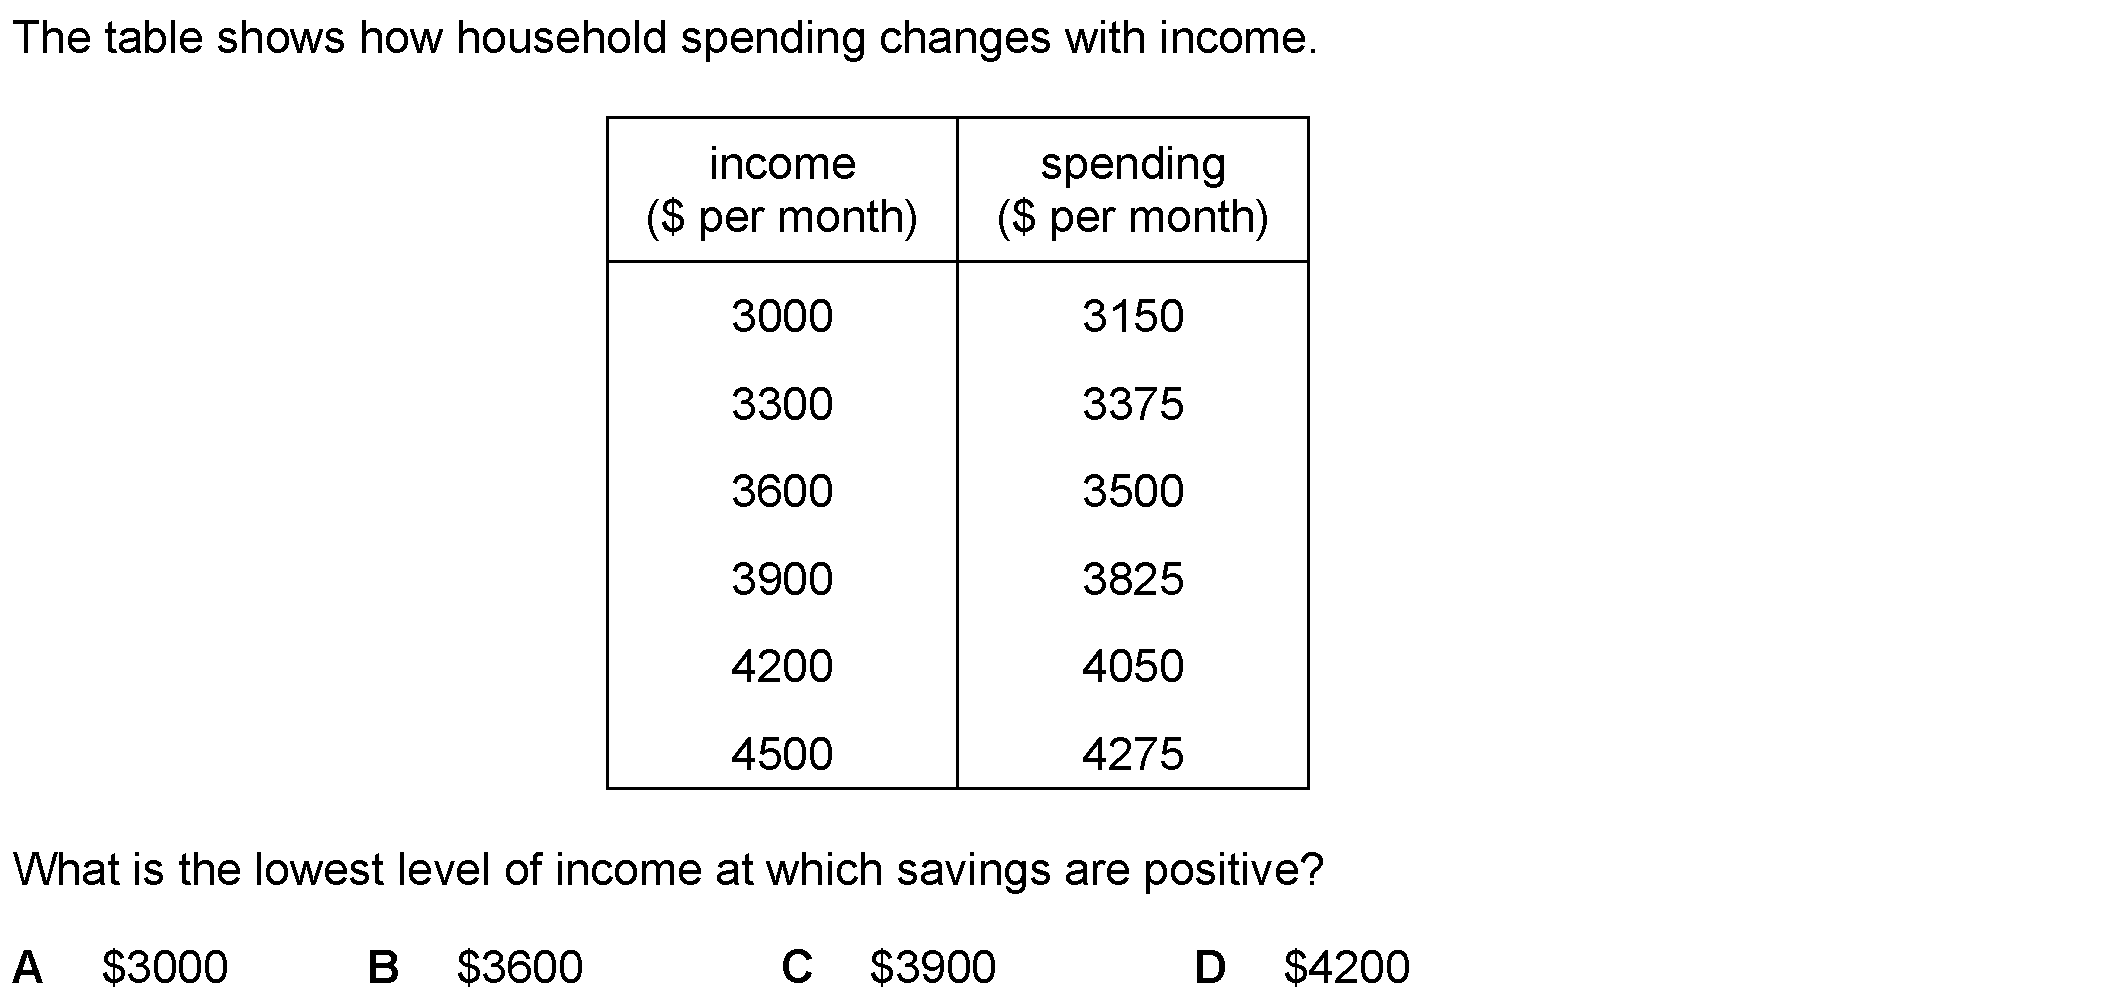 The table shows how household spending changes with income.
income spending
($ per month) ($ per month)
3000 3150
3300 3375
3600 3500
3900 3825
4200 4050
4500 4275
What is the lowest level of income at which savings are positive?
A $3000 B $3600 C $3900 D $4200